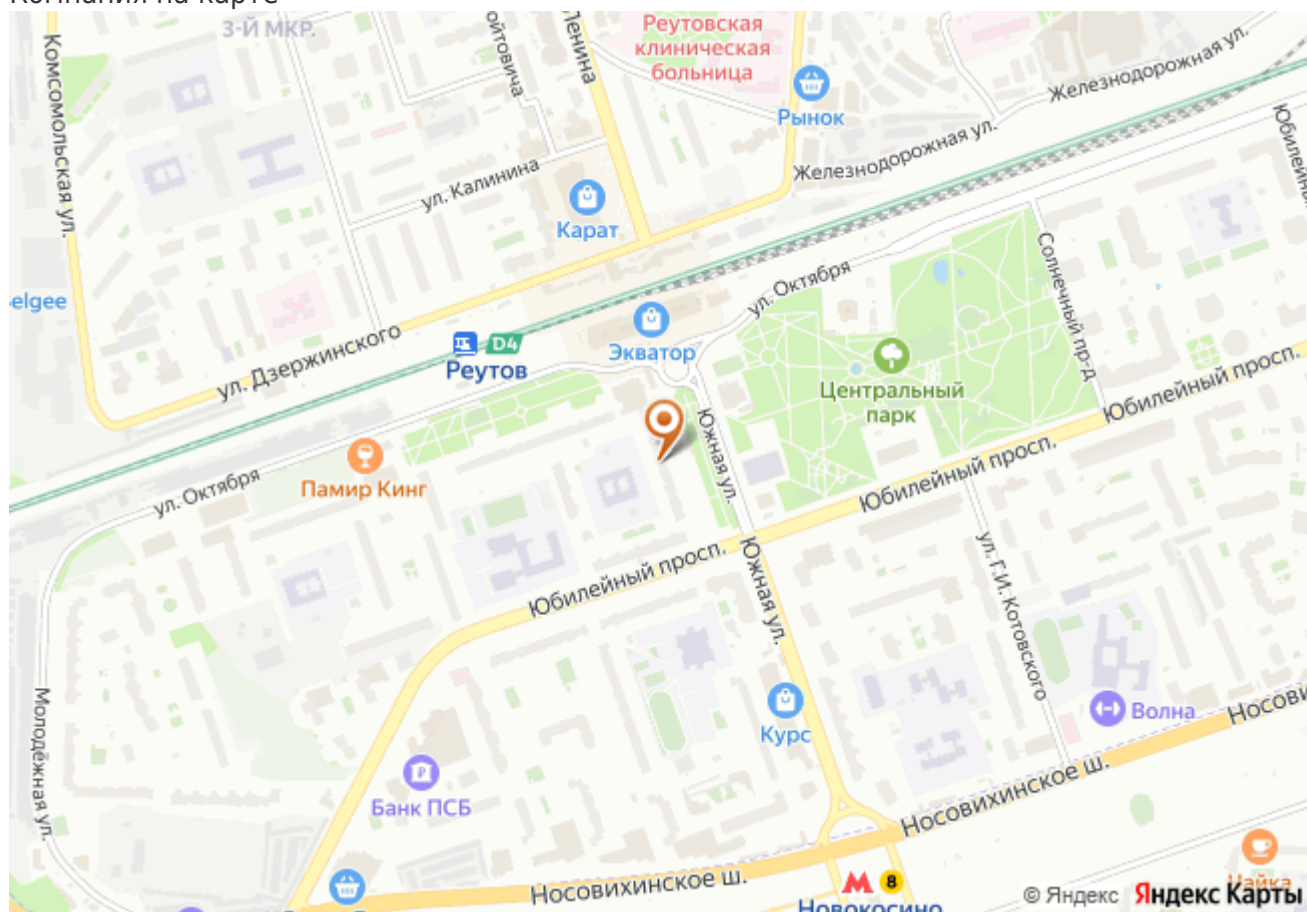 Компания на карте
3-Й МКР.
Комсомольская ул.
ойтовича
Ленина
Реутовская
клиническая
больница
Рынок
Железнодорожная ул.
Железнодорожная ул.
Юбилейны
ул. Калинина
Карат
elgee
ул. Дзержинского
D4
Реутов
Экватор
ул. Октября
Солнечный пр-д
Центральный
парк
Юбилейный просп.
Юбилейный просп.
Южная ул.
Памир Кинг
ул. Октября
Юбилейный просп.
Южная ул.
ул. Г.И. Котовского
Молодёжная ул.
Курс
Волна
Носови
Банк ПСБ
Носовихинское ш.
Носовихинское ш.
8
Новокосино
Чайка
© Яндекс Яндекс Карты